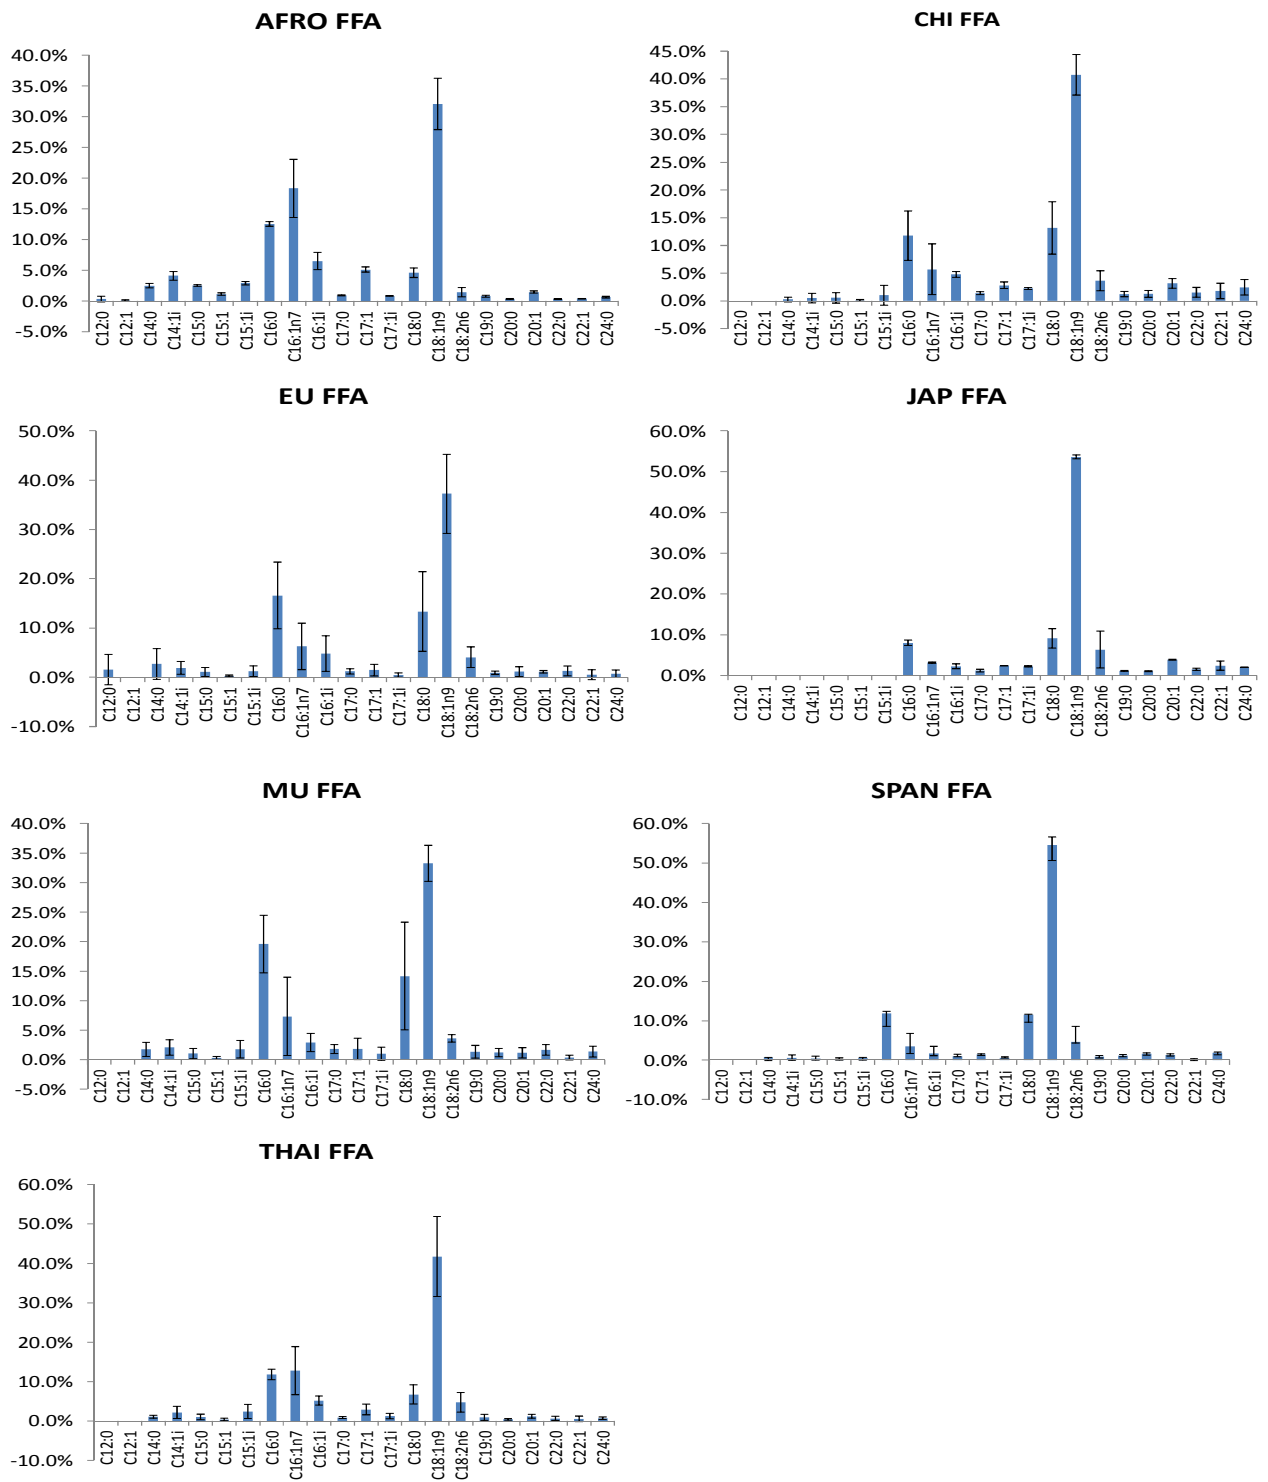 AFRO FFA
40.0%
35.0%
30.0%
25.0%
20.0%
15.0%
10.0%
5.0%
0.0%
-5.0%
C12:0
C12:1
C14:0
C14:1i
C15:0
C15:1
C15:1i
C16:0
C16:1n7
C16:1i
C17:0
C17:1
C17:1i
C18:0
C18:1n9
C18:2n6
C19:0
C20:0
C20:1
C22:0
C22:1
C24:0
CHI FFA
45.0%
40.0%
35.0%
30.0%
25.0%
20.0%
15.0%
10.0%
5.0%
0.0%
-5.0%
C12:0
C12:1
C14:0
C14:1i
C15:0
C15:1
C15:1i
C16:0
C16:1n7
C16:1i
C17:0
C17:1
C17:1i
C18:0
C18:1n9
C18:2n6
C19:0
C20:0
C20:1
C22:0
C22:1
C24:0
EU FFA
50.0%
40.0%
30.0%
20.0%
10.0%
0.0%
-10.0%
C12:0
C12:1
C14:0
C14:1i
C15:0
C15:1
C15:1i
C16:0
C16:1n7
C16:1i
C17:0
C17:1
C17:1i
C18:0
C18:1n9
C18:2n6
C19:0
C20:0
C20:1
C22:0
C22:1
C24:0
JAP FFA
60.0%
50.0%
40.0%
30.0%
20.0%
10.0%
0.0%
C12:0
C12:1
C14:0
C14:1i
C15:0
C15:1
C15:1i
C16:0
C16:1n7
C16:1i
C17:0
C17:1
C17:1i
C18:0
C18:1n9
C18:2n6
C19:0
C20:0
C20:1
C22:0
C22:1
C24:0
MU FFA
40.0%
35.0%
30.0%
25.0%
20.0%
15.0%
10.0%
5.0%
0.0%
-5.0%
C12:0
C12:1
C14:0
C14:1i
C15:0
C15:1
C15:1i
C16:0
C16:1n7
C16:1i
C17:0
C17:1
C17:1i
C18:0
C18:1n9
C18:2n6
C19:0
C20:0
C20:1
C22:0
C22:1
C24:0
SPAN FFA
60.0%
50.0%
40.0%
30.0%
20.0%
10.0%
0.0%
-10.0%
C12:0
C12:1
C14:0
C14:1i
C15:0
C15:1
C15:1i
C16:0
C16:1n7
C16:1i
C17:0
C17:1
C17:1i
C18:0
C18:1n9
C18:2n6
C19:0
C20:0
C20:1
C22:0
C22:1
C24:0
THAI FFA
60.0%
50.0%
40.0%
30.0%
20.0%
10.0%
0.0%
-10.0%
C12:0
C12:1
C14:0
C14:1i
C15:0
C15:1
C15:1i
C16:0
C16:1n7
C16:1i
C17:0
C17:1
C17:1i
C18:0
C18:1n9
C18:2n6
C19:0
C20:0
C20:1
C22:0
C22:1
C24:0